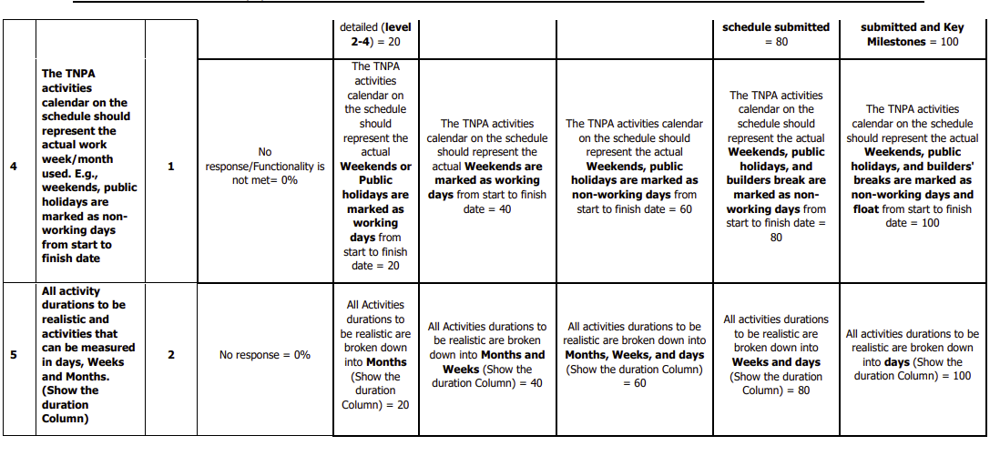 detailed (level
2-4) = 20
schedule submitted
= 80
submitted and Key
Milestones = 100
4
The TNPA
activities
calendar on the
schedule should
represent the
actual work
week/month
used. E.g.,
weekends, public
holidays are
marked as non-
working days
from start to
finish date
1
No
response/Functionality is
not met= 0%
The TNPA
activities
calendar on
the schedule
should
represent the
actual
Weekends or
Public
holidays are
marked as
working
days from
start to finish
date = 20
The TNPA activities
calendar on the schedule
should represent the
actual Weekends are
marked as working
days from start to finish
date = 40
The TNPA activities calendar
on the schedule should
represent the actual
Weekends, public
holidays are marked as
non-working days from
start to finish date = 60
The TNPA activities
calendar on the
schedule should
represent the actual
Weekends, public
holidays, and
builders break are
marked as non-
working days from
start to finish date =
80
The TNPA activities
calendar on the schedule
should represent the actual
Weekends, public
holidays, and builders'
breaks are marked as
non-working days and
float from start to finish
date = 100
5
All activity
durations to be
realistic and
activities that
can be measured
in days, Weeks
and Months.
(Show the
duration
Column)
2
No response = 0%
All Activities
durations to
be realistic are
broken down
into Months
(Show the
duration
Column) = 20
All Activities durations to
be realistic are broken
down into Months and
Weeks (Show the
duration Column) = 40
All activities durations to be
realistic are broken down into
Months, Weeks, and days
(Show the duration Column)
= 60
All activities durations
to be realistic are
broken down into
Weeks and days
(Show the duration
Column) = 80
All activities durations to be
realistic are broken down
into days (Show the
duration Column) = 100